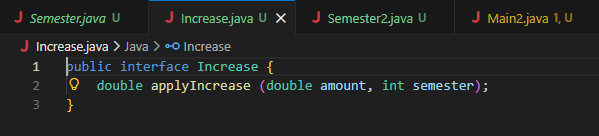 J Semester.java U J Increase.java U × J Semester2.java U J Main2.java 1, U
J Increase.java > J Java > Increase
1 public interface Increase {
2 double applyIncrease (double amount, int semester);
3 }